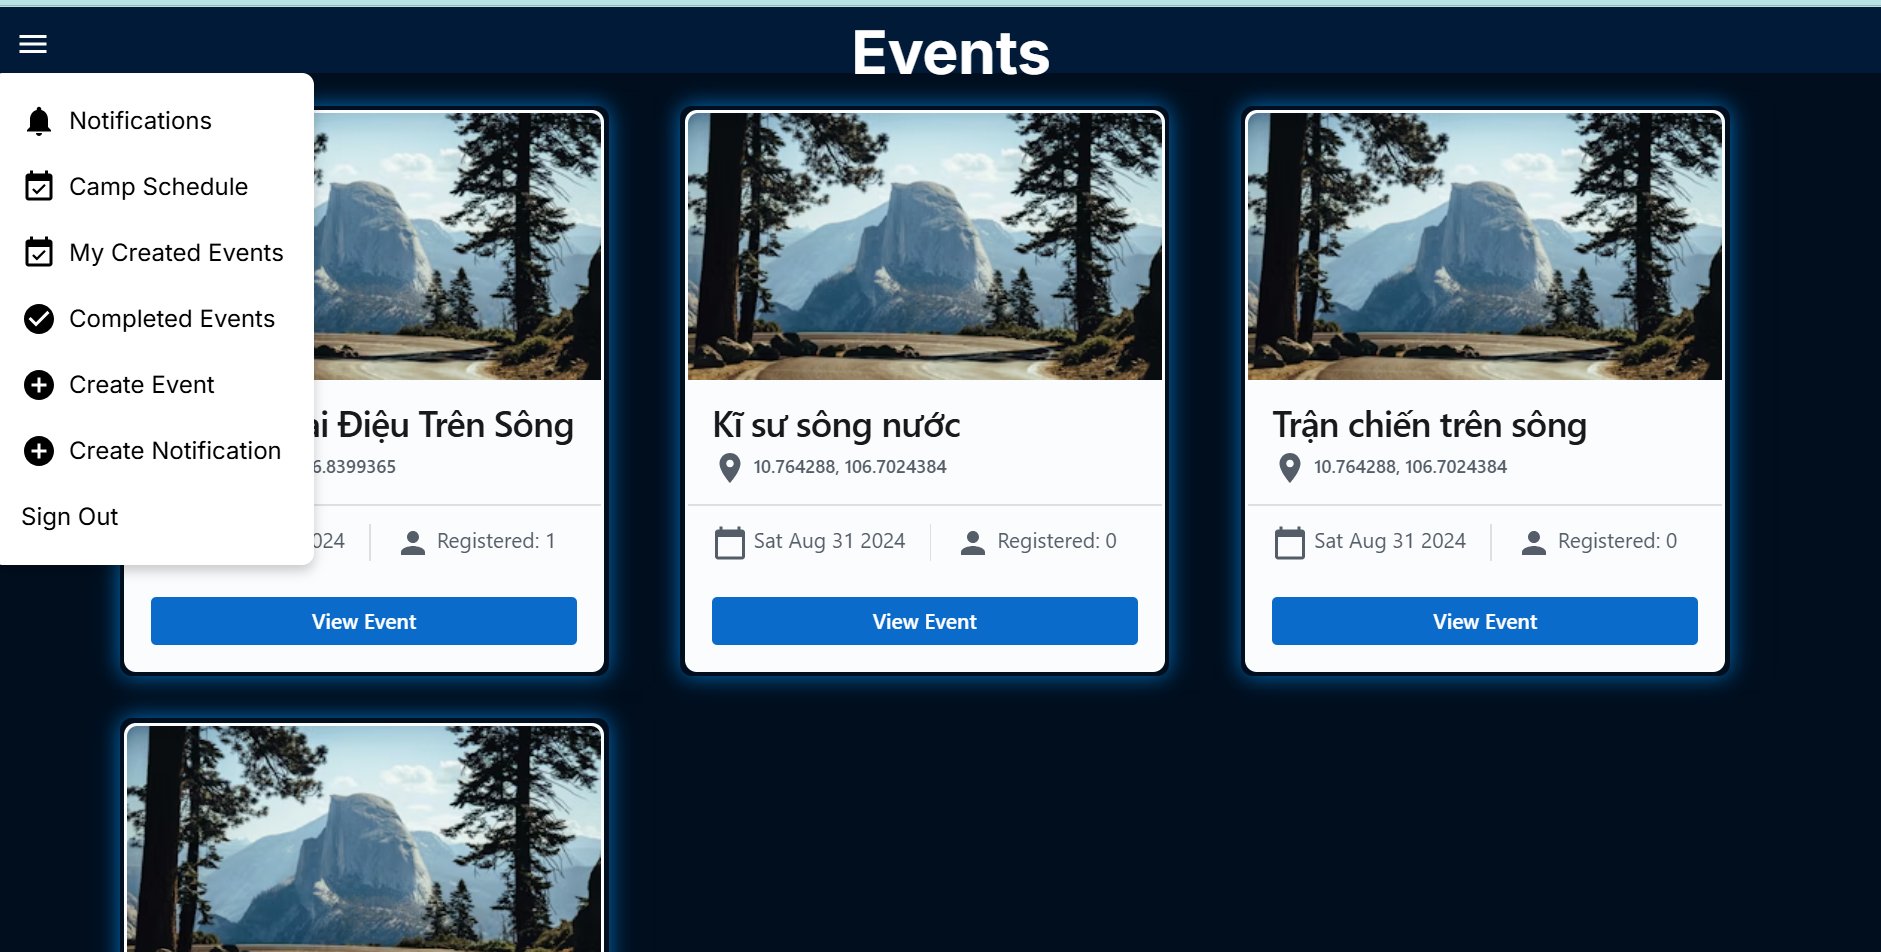 Events
Notifications
Camp Schedule
My Created Events
Completed Events
Create Event
Create Notification
Sign Out
Điệu Trên Sông
6.8399365
024
Registered: 1
View Event
Kĩ sư sông nước
10.764288, 106.7024384
Sat Aug 31 2024
Registered: 0
View Event
Trận chiến trên sông
10.764288, 106.7024384
Sat Aug 31 2024
Registered: 0
View Event